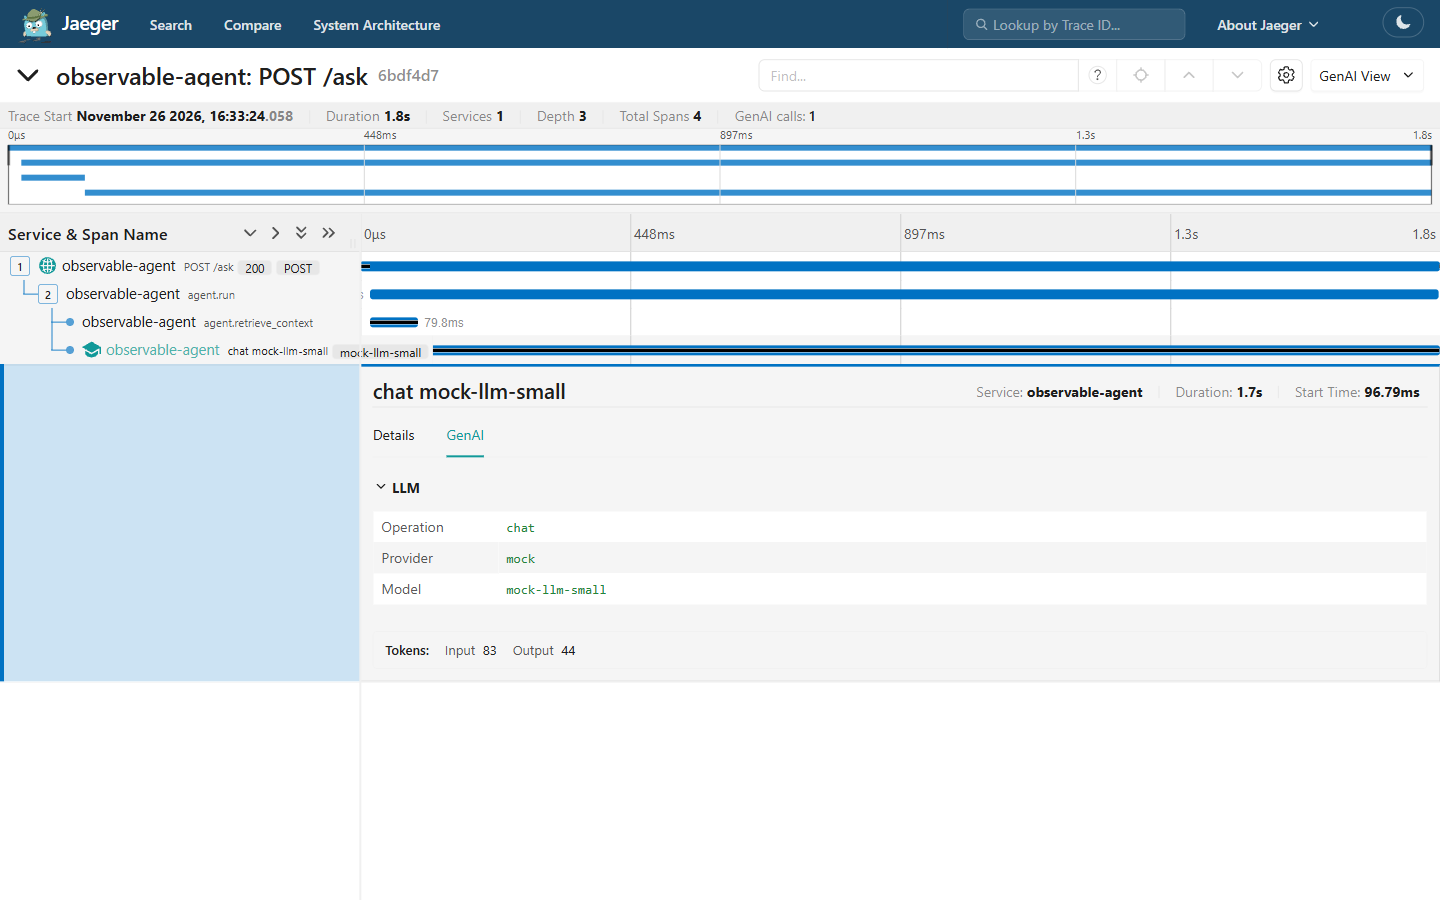 Jaeger Search Compare System Architecture Lookup by Trace ID... About Jaeger
observable-agent: POST /ask 6bdf4d7 Find... ? GenAI View
Trace Start November 26 2026, 16:33:24.058 Duration 1.8s Services 1 Depth 3 Total Spans 4 GenAI calls: 1
0μs 448ms 897ms 1.3s 1.8s
Service & Span Name 0μs 448ms 897ms 1.3s 1.8s
1 observable-agent POST /ask 200 POST
2 observable-agent agent.run
observable-agent agent.retrieve_context 79.8ms
observable-agent chat mock-llm-small mock-llm-small
chat mock-llm-small Service: observable-agent Duration: 1.7s Start Time: 96.79ms
Details GenAI
LLM
Operation chat
Provider mock
Model mock-llm-small
Tokens: Input 83 Output 44